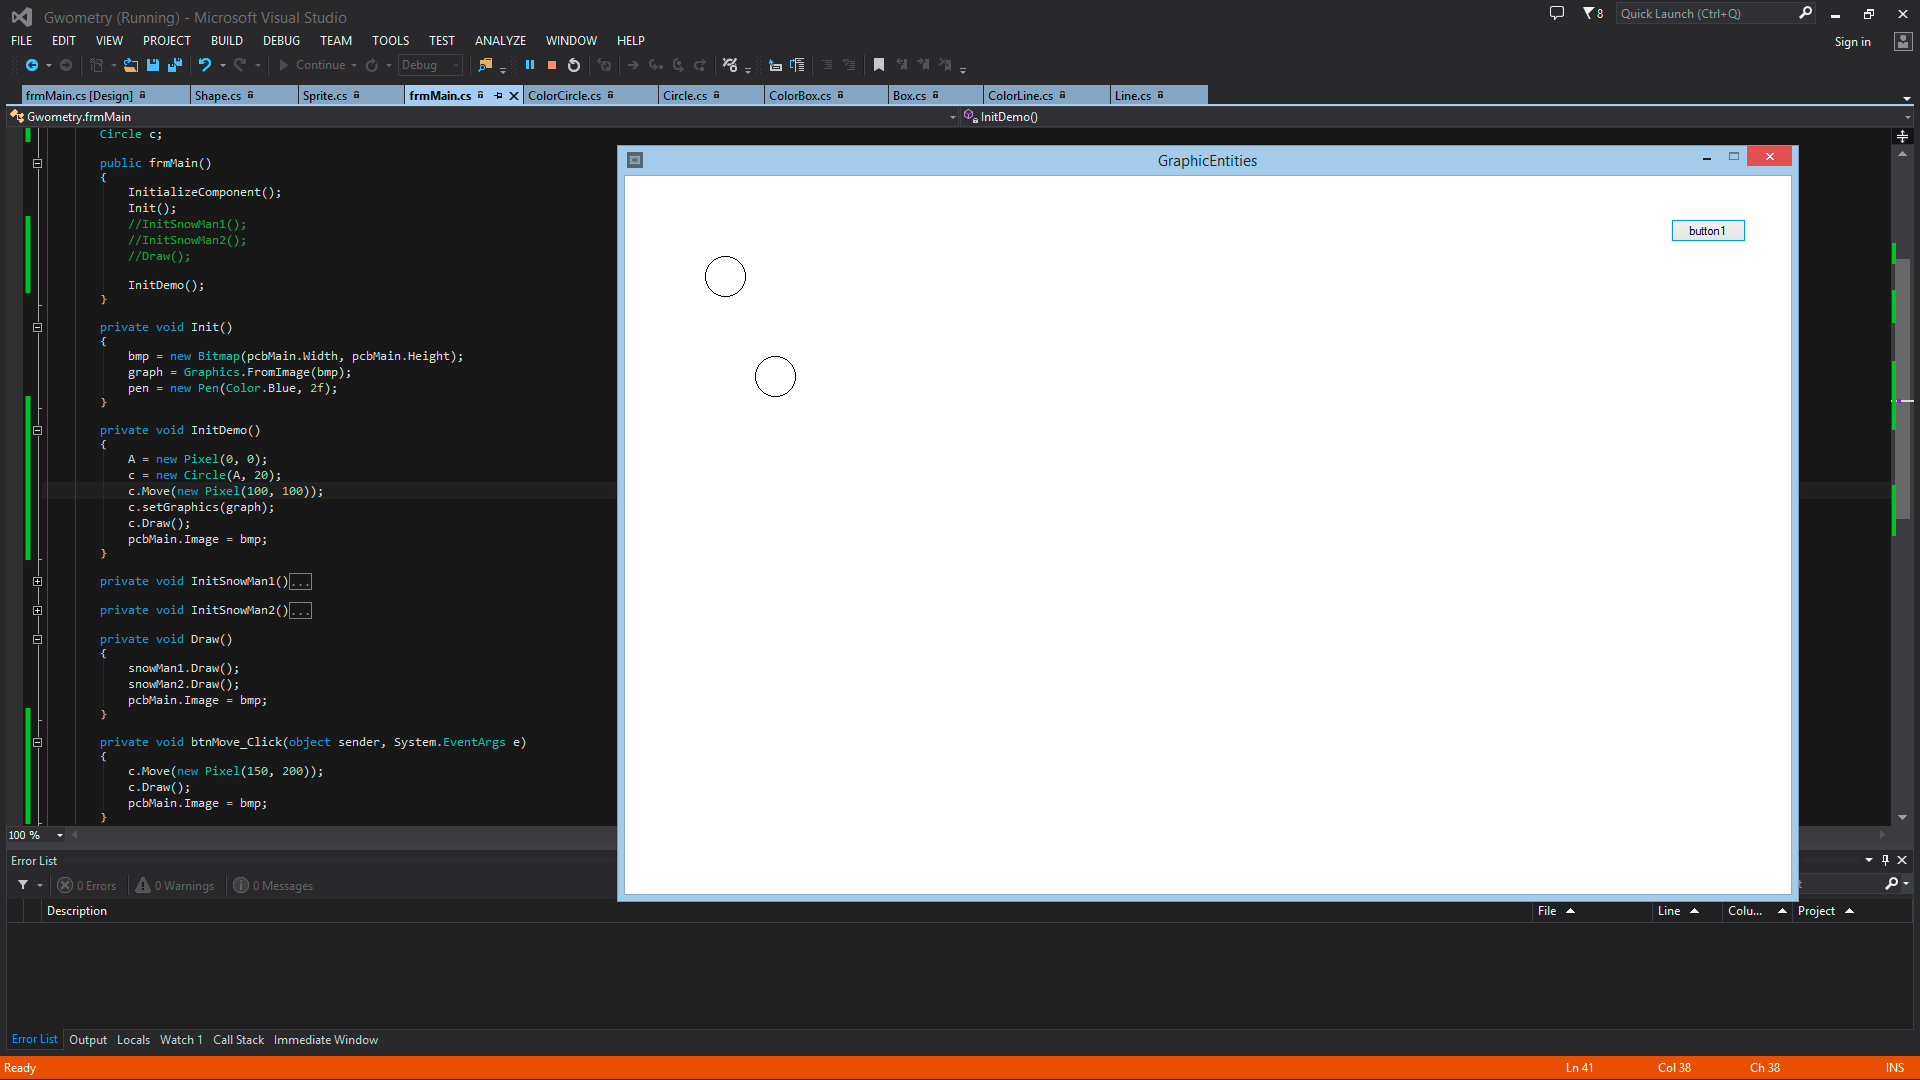 Gwometry (Running) - Microsoft Visual Studio
8
Quick Launch (Ctrl+Q)
FILE EDIT VIEW PROJECT BUILD DEBUG TEAM TOOLS TEST ANALYZE WINDOW HELP
Sign in
Continue Debug
frmMain.cs [Design] Shape.cs Sprite.cs frmMain.cs ColorCircle.cs Circle.cs ColorBox.cs Box.cs ColorLine.cs Line.cs
Gwometry.frmMain InitDemo()
Circle c;
public frmMain()
{
InitializeComponent();
Init();
//InitSnowMan1();
//InitSnowMan2();
//Draw();
InitDemo();
}
private void Init()
{
bmp = new Bitmap(pcbMain.Width, pcbMain.Height);
graph = Graphics.FromImage(bmp);
pen = new Pen(Color.Blue, 2f);
}
private void InitDemo()
{
A = new Pixel(0, 0);
c = new Circle(A, 20);
c.Move(new Pixel(100, 100));
c.setGraphics(graph);
c.Draw();
pcbMain.Image = bmp;
}
private void InitSnowMan1()...
private void InitSnowMan2()...
private void Draw()
{
snowMan1.Draw();
snowMan2.Draw();
pcbMain.Image = bmp;
}
private void btnMove_Click(object sender, System.EventArgs e)
{
c.Move(new Pixel(150, 200));
c.Draw();
pcbMain.Image = bmp;
}
GraphicEntities
button1
100 %
Error List
0 Errors 0 Warnings 0 Messages
Description File Line Colu... Project
Error List Output Locals Watch 1 Call Stack Immediate Window
Ready Ln 41 Col 38 Ch 38 INS